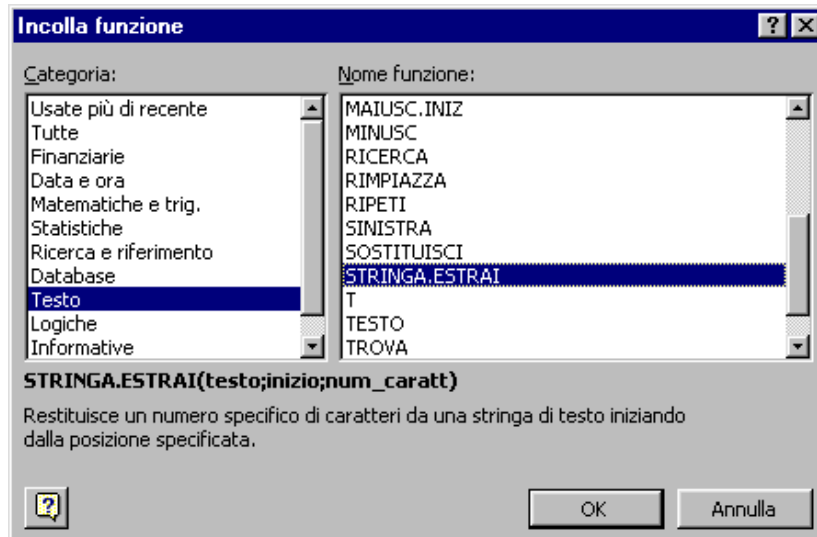 Incolla funzione
Categoria:
Usate più di recente
Tutte
Finanziarie
Data e ora
Matematiche e trig.
Statistiche
Ricerca e riferimento
Database
Testo
Logiche
Informative
Nome funzione:
MAIUSC.INIZ
MINUSC
RICERCA
RIMPIAZZA
RIPETI
SINISTRA
SOSTITUISCI
STRINGA.ESTRAI
T
TESTO
TROVA
STRINGA.ESTRAI(testo;inizio;num_caratt)
Restituisce un numero specifico di caratteri da una stringa di testo iniziando
dalla posizione specificata.
OK
Annulla